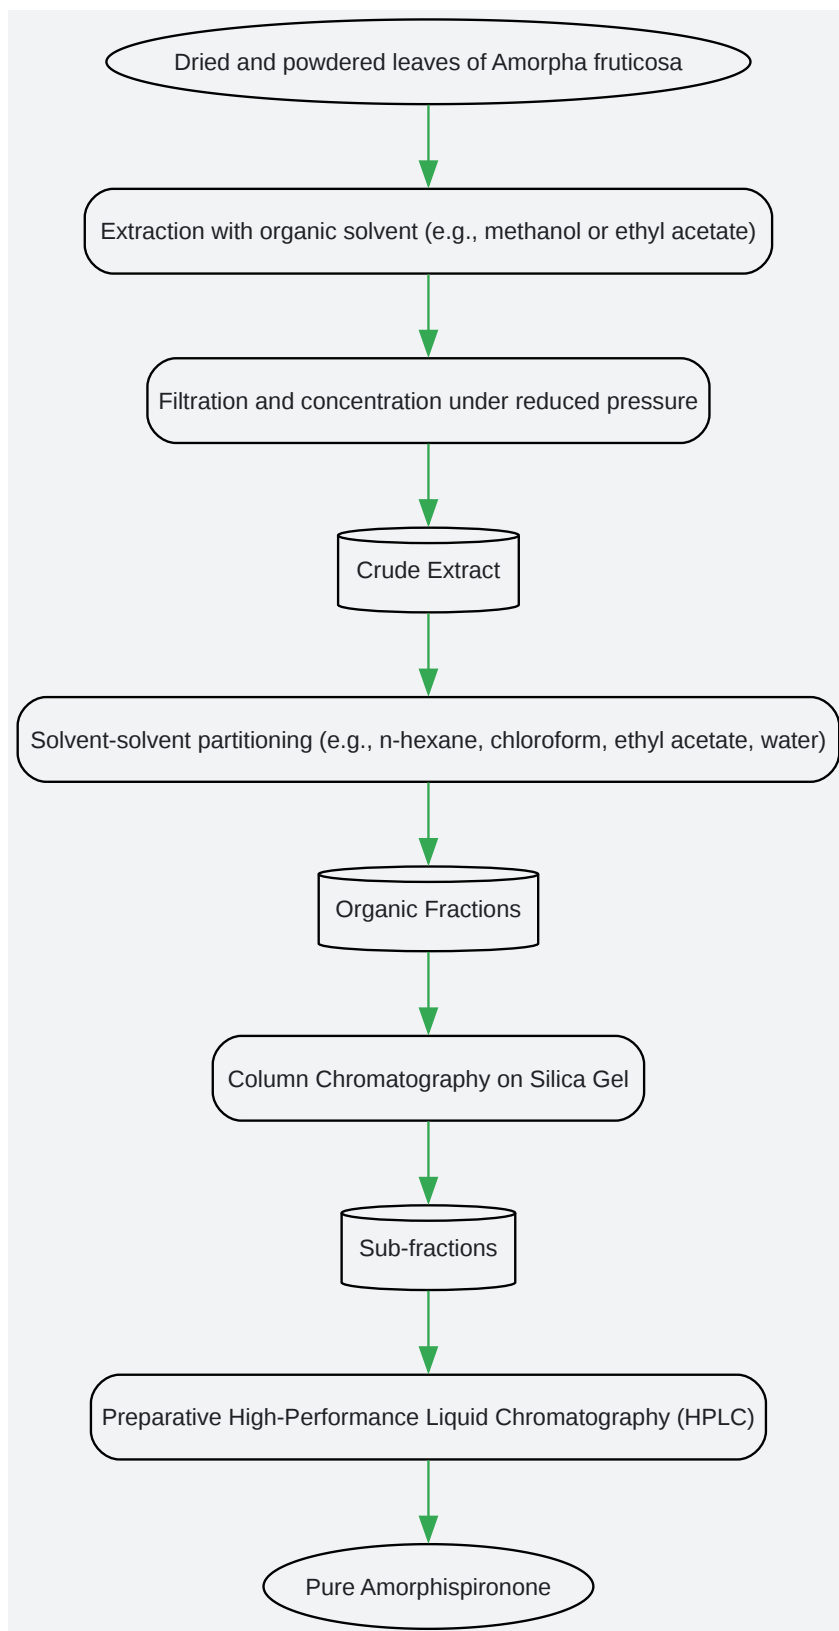 Dried and powdered leaves of Amorpha fruticosa
Extraction with organic solvent (e.g., methanol or ethyl acetate)
Filtration and concentration under reduced pressure
Crude Extract
Solvent-solvent partitioning (e.g., n-hexane, chloroform, ethyl acetate, water)
Organic Fractions
Column Chromatography on Silica Gel
Sub-fractions
Preparative High-Performance Liquid Chromatography (HPLC)
Pure Amorphispironone